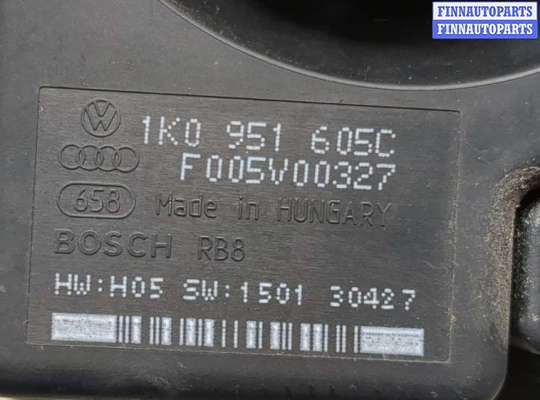 FINNAUTOPARTS
FINNAUTOPARTS
1K0 951 605C
F005V00327
658 Made in HUNGARY
BOSCH RB8
HW:H05 SW:1501 30427